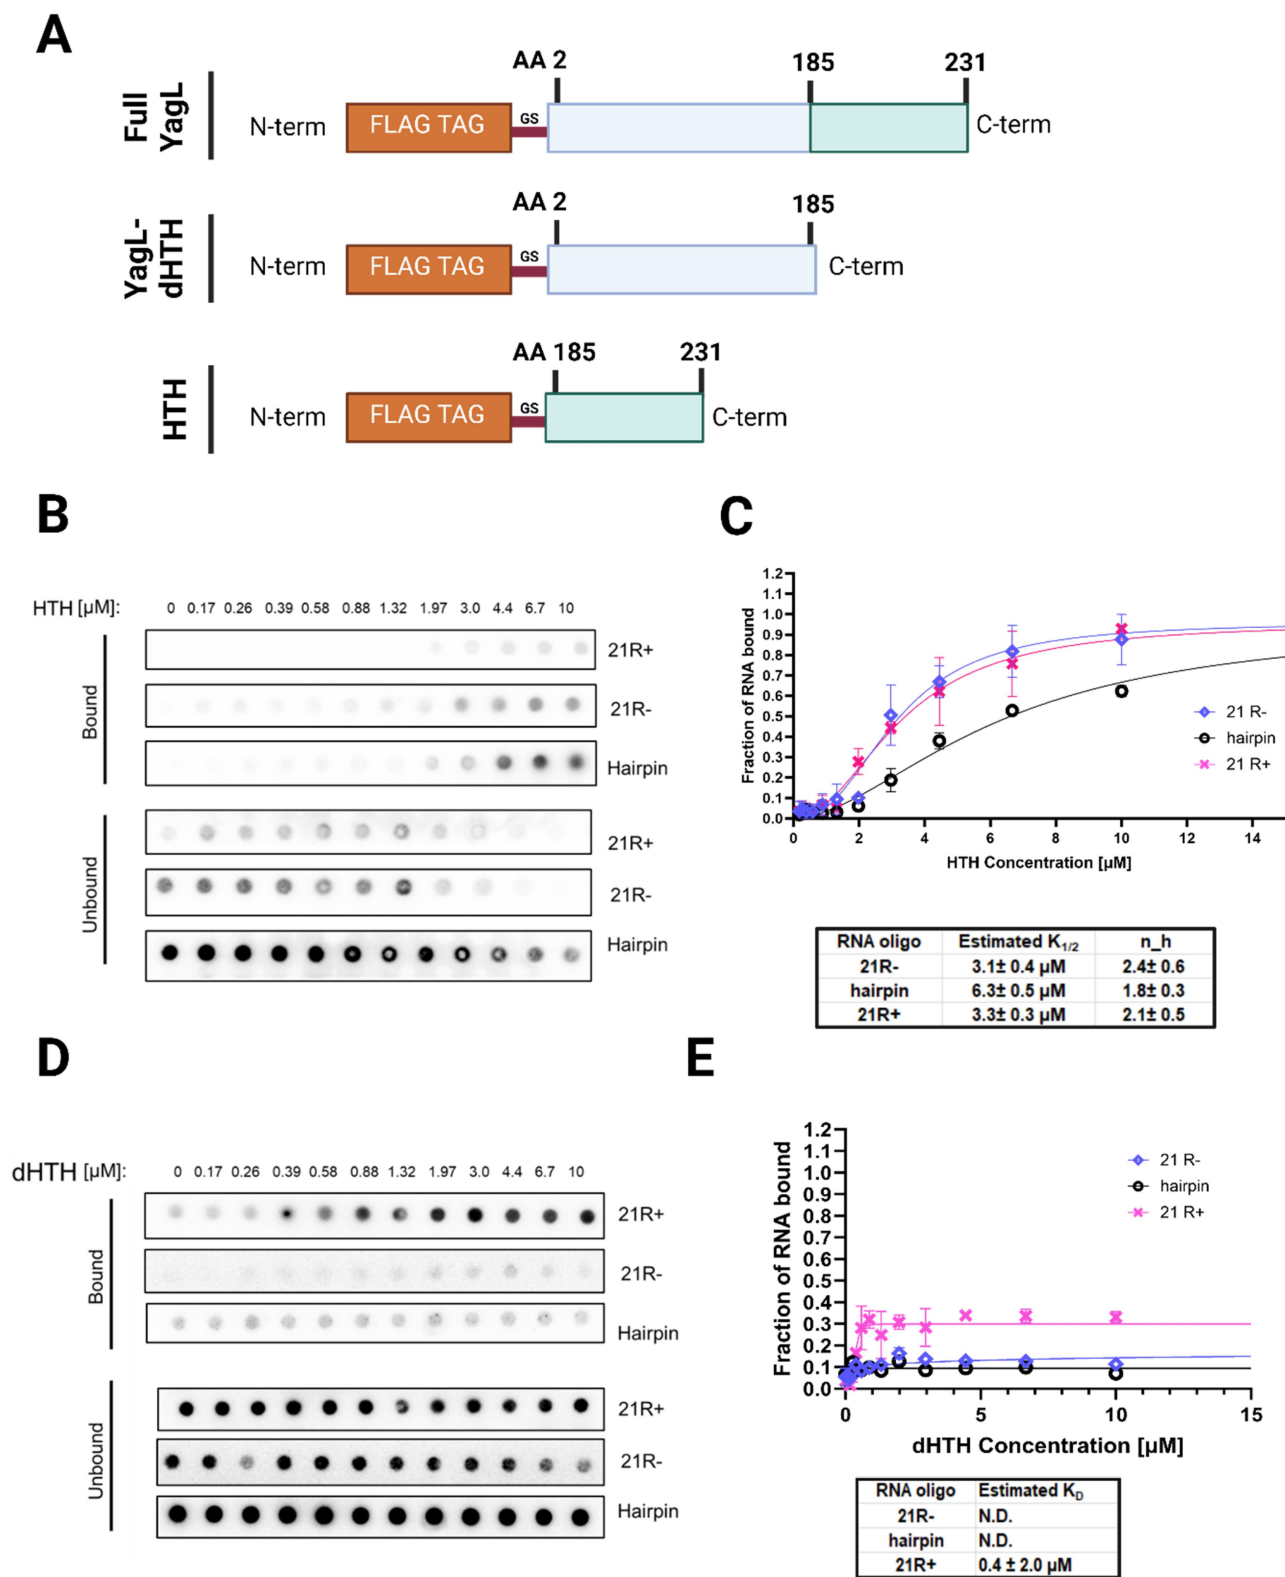 A
Full YagL
N-term
FLAG TAG
GS
AA 2
185
231
C-term
YagL-dHTH
N-term
FLAG TAG
GS
AA 2
185
C-term
HTH
N-term
FLAG TAG
GS
AA 185
231
C-term
B
HTH [µM]: 0 0.17 0.26 0.39 0.58 0.88 1.32 1.97 3.0 4.4 6.7 10
Bound
21R+
21R-
Hairpin
Unbound
21R+
21R-
Hairpin
C
Fraction of RNA bound
1.2
1.1
1.0
0.9
0.8
0.7
0.6
0.5
0.4
0.3
0.2
0.1
0.0
0 2 4 6 8 10 12 14
HTH Concentration [µM]
21 R-
hairpin
21 R+
RNA oligo Estimated K1/2 n_h
21R- 3.1± 0.4 µM 2.4± 0.6
hairpin 6.3± 0.5 µM 1.8± 0.3
21R+ 3.3± 0.3 µM 2.1± 0.5
D
dHTH [µM]: 0 0.17 0.26 0.39 0.58 0.88 1.32 1.97 3.0 4.4 6.7 10
Bound
21R+
21R-
Hairpin
Unbound
21R+
21R-
Hairpin
E
Fraction of RNA bound
1.2
1.1
1.0
0.9
0.8
0.7
0.6
0.5
0.4
0.3
0.2
0.1
0.0
0 5 10 15
dHTH Concentration [µM]
21 R-
hairpin
21 R+
RNA oligo Estimated KD
21R- N.D.
hairpin N.D.
21R+ 0.4 ± 2.0 µM